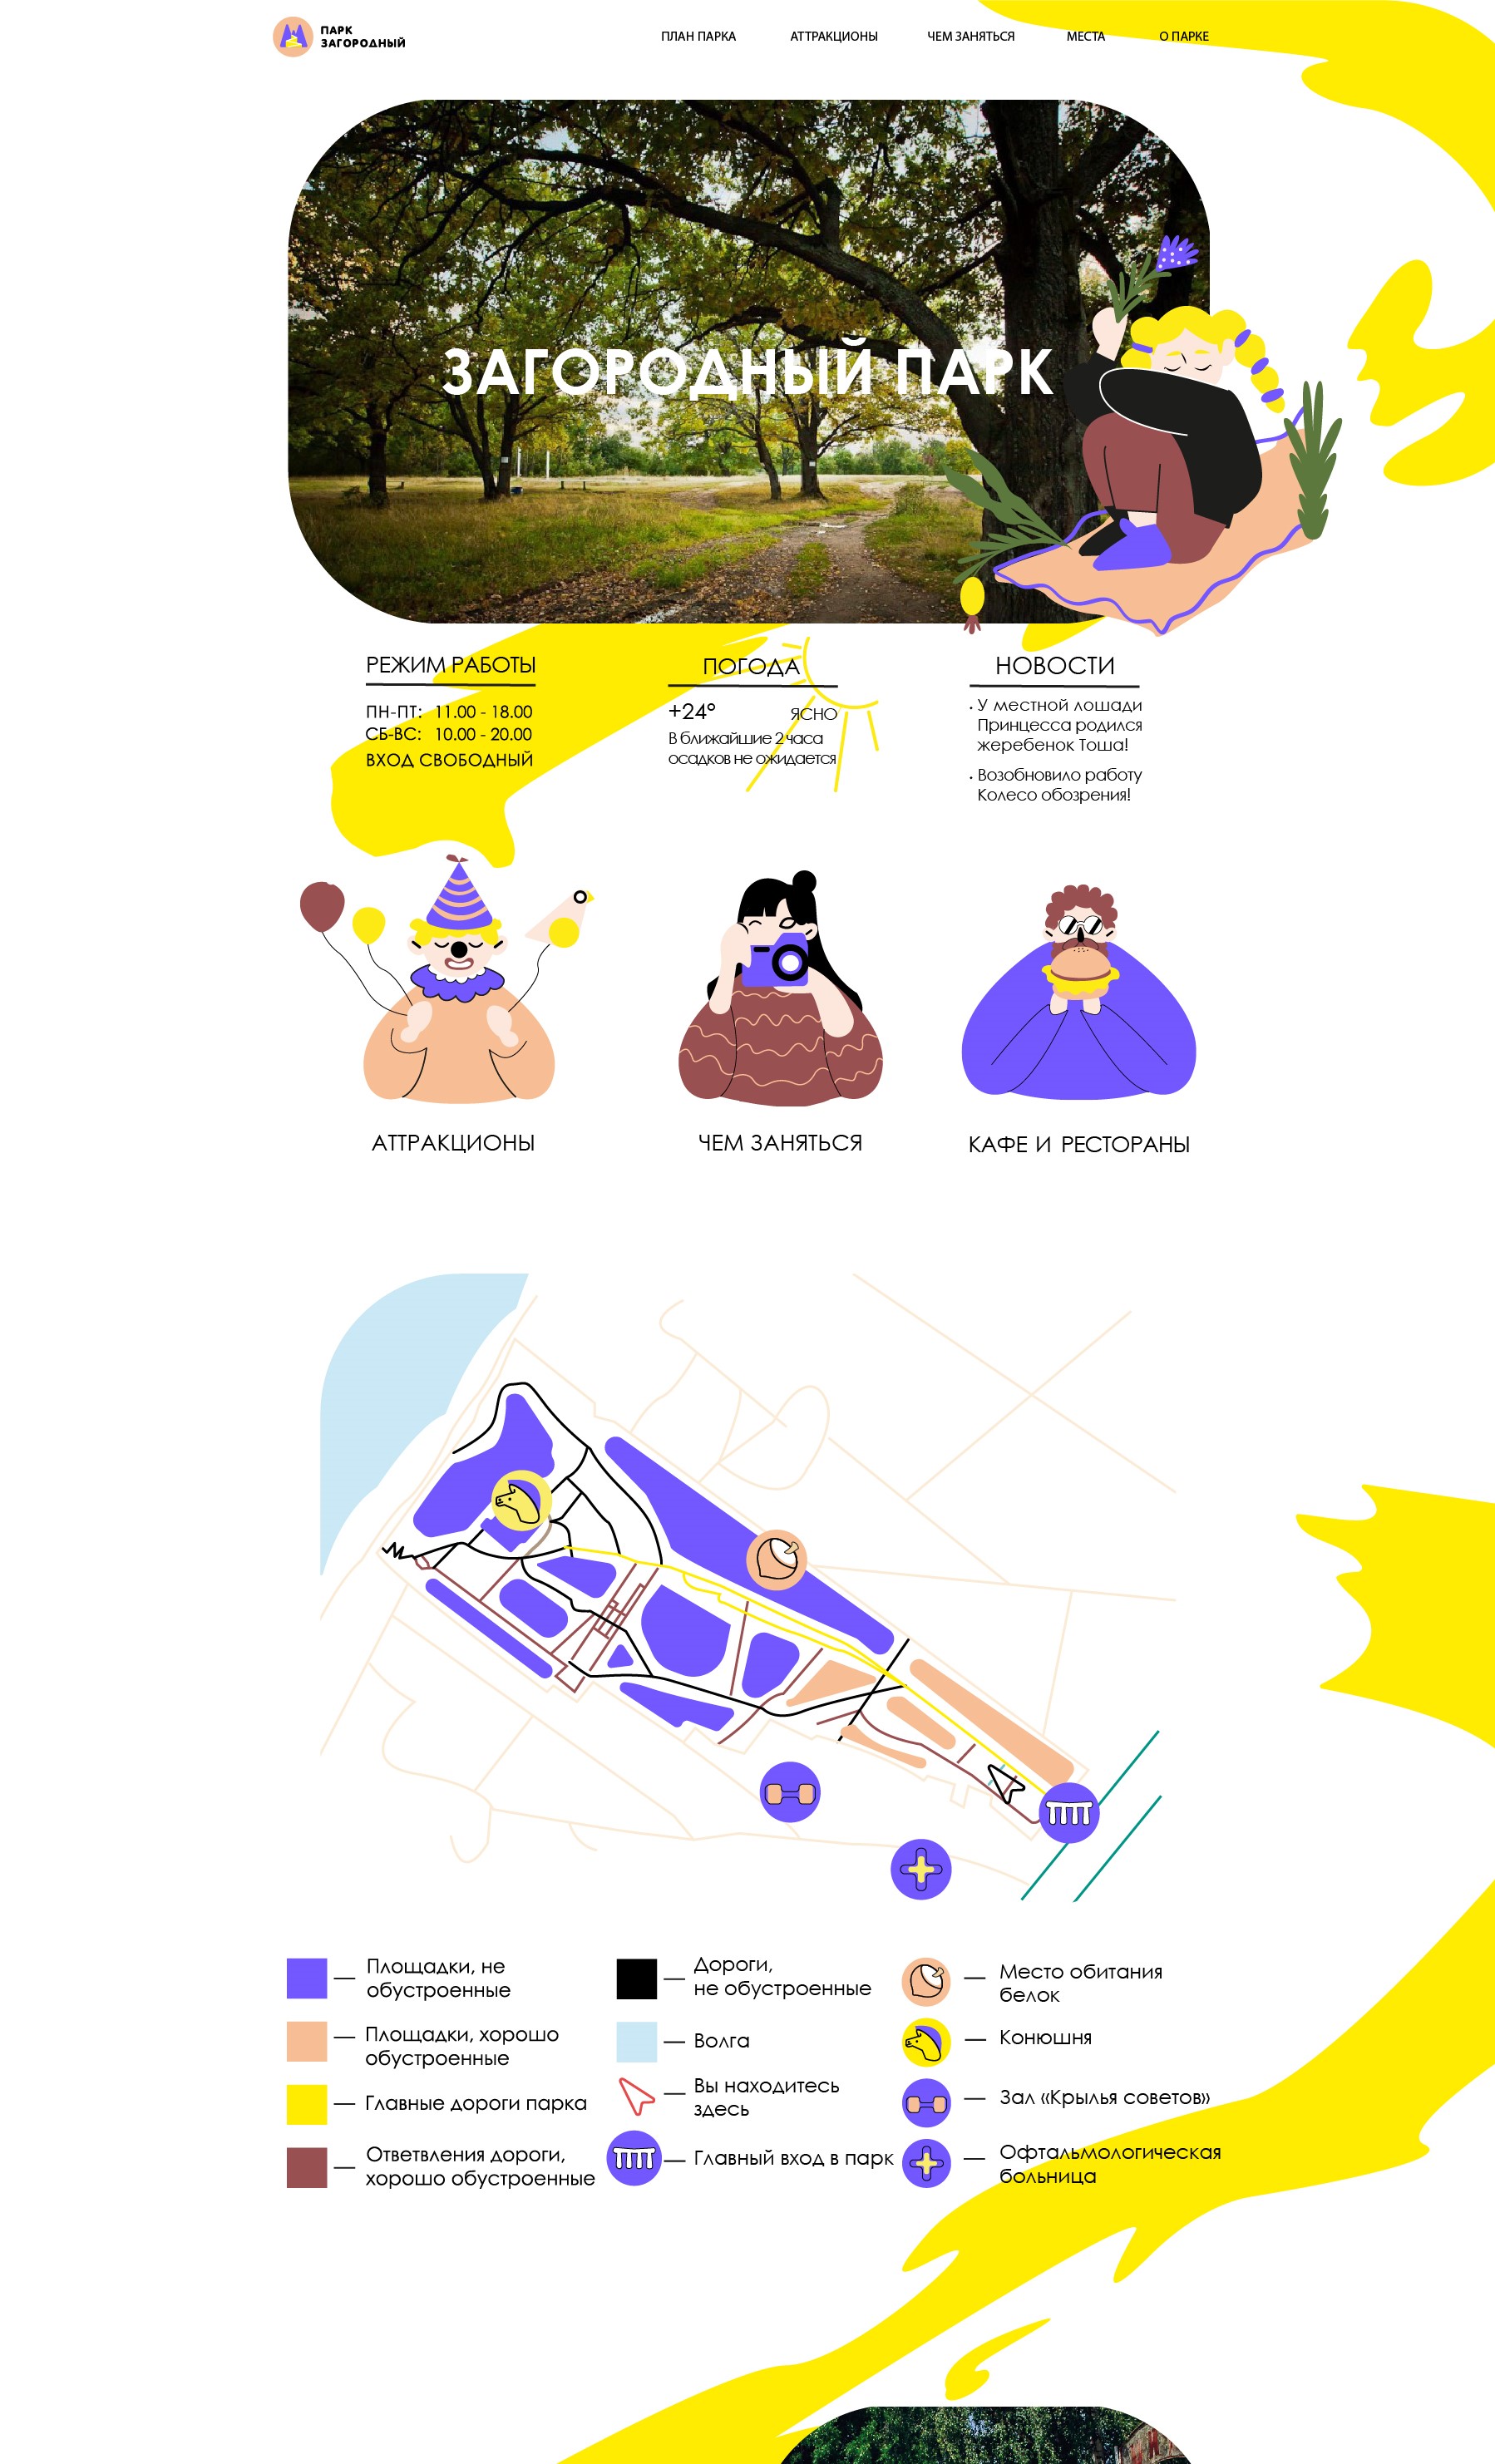 ПАРК
ЗАГОРОДНЫЙ
ПЛАН ПАРКА
АТТРАКЦИОНЫ
ЧЕМ ЗАНЯТЬСЯ
МЕСТА
О ПАРКЕ
ЗАГОРОДНЫЙ ПАРК
РЕЖИМ РАБОТЫ
ПН-ПТ: 11.00 - 18.00
СБ-ВС: 10.00 - 20.00
ВХОД СВОБОДНЫЙ
ПОГОДА
+24° ЯСНО
В ближайшие 2 часа
осадков не ожидается
НОВОСТИ
· У местной лошади
Принцесса родился
жеребенок Тоша!
· Возобновило работу
Колесо обозрения!
АТТРАКЦИОНЫ
ЧЕМ ЗАНЯТЬСЯ
КАФЕ И РЕСТОРАНЫ
— Площадки, не
обустроенные
— Площадки, хорошо
обустроенные
— Главные дороги парка
— Ответвления дороги,
хорошо обустроенные
— Дороги,
не обустроенные
— Волга
— Вы находитесь
здесь
— Главный вход в парк
— Место обитания
белок
— Конюшня
— Зал «Крылья советов»
— Офтальмологическая
больница